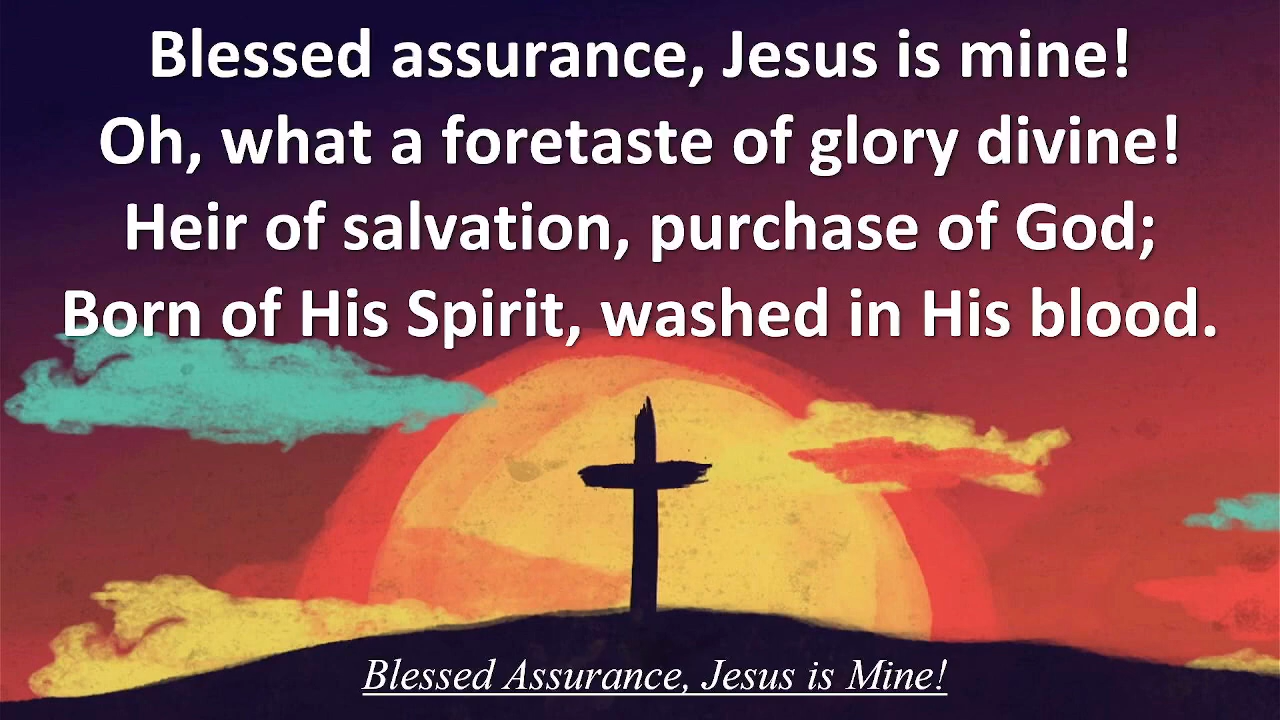 Blessed assurance, Jesus is mine!
Oh, what a foretaste of glory divine!
Heir of salvation, purchase of God;
Born of His Spirit, washed in His blood.
Blessed Assurance, Jesus is Mine!